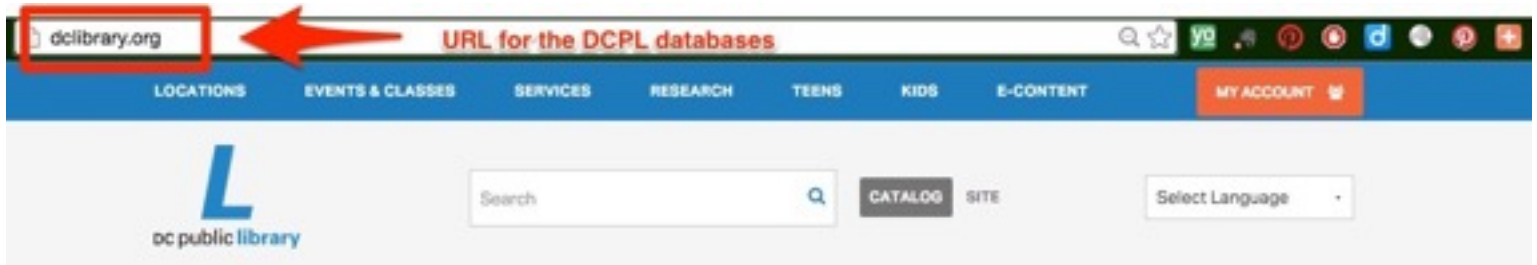 dclibrary.org URL for the DCPL databases
LOCATIONS EVENTS & CLASSES SERVICES RESEARCH TEENS KIDS E-CONTENT MY ACCOUNT
L
Search CATALOG SITE Select Language
DC public library